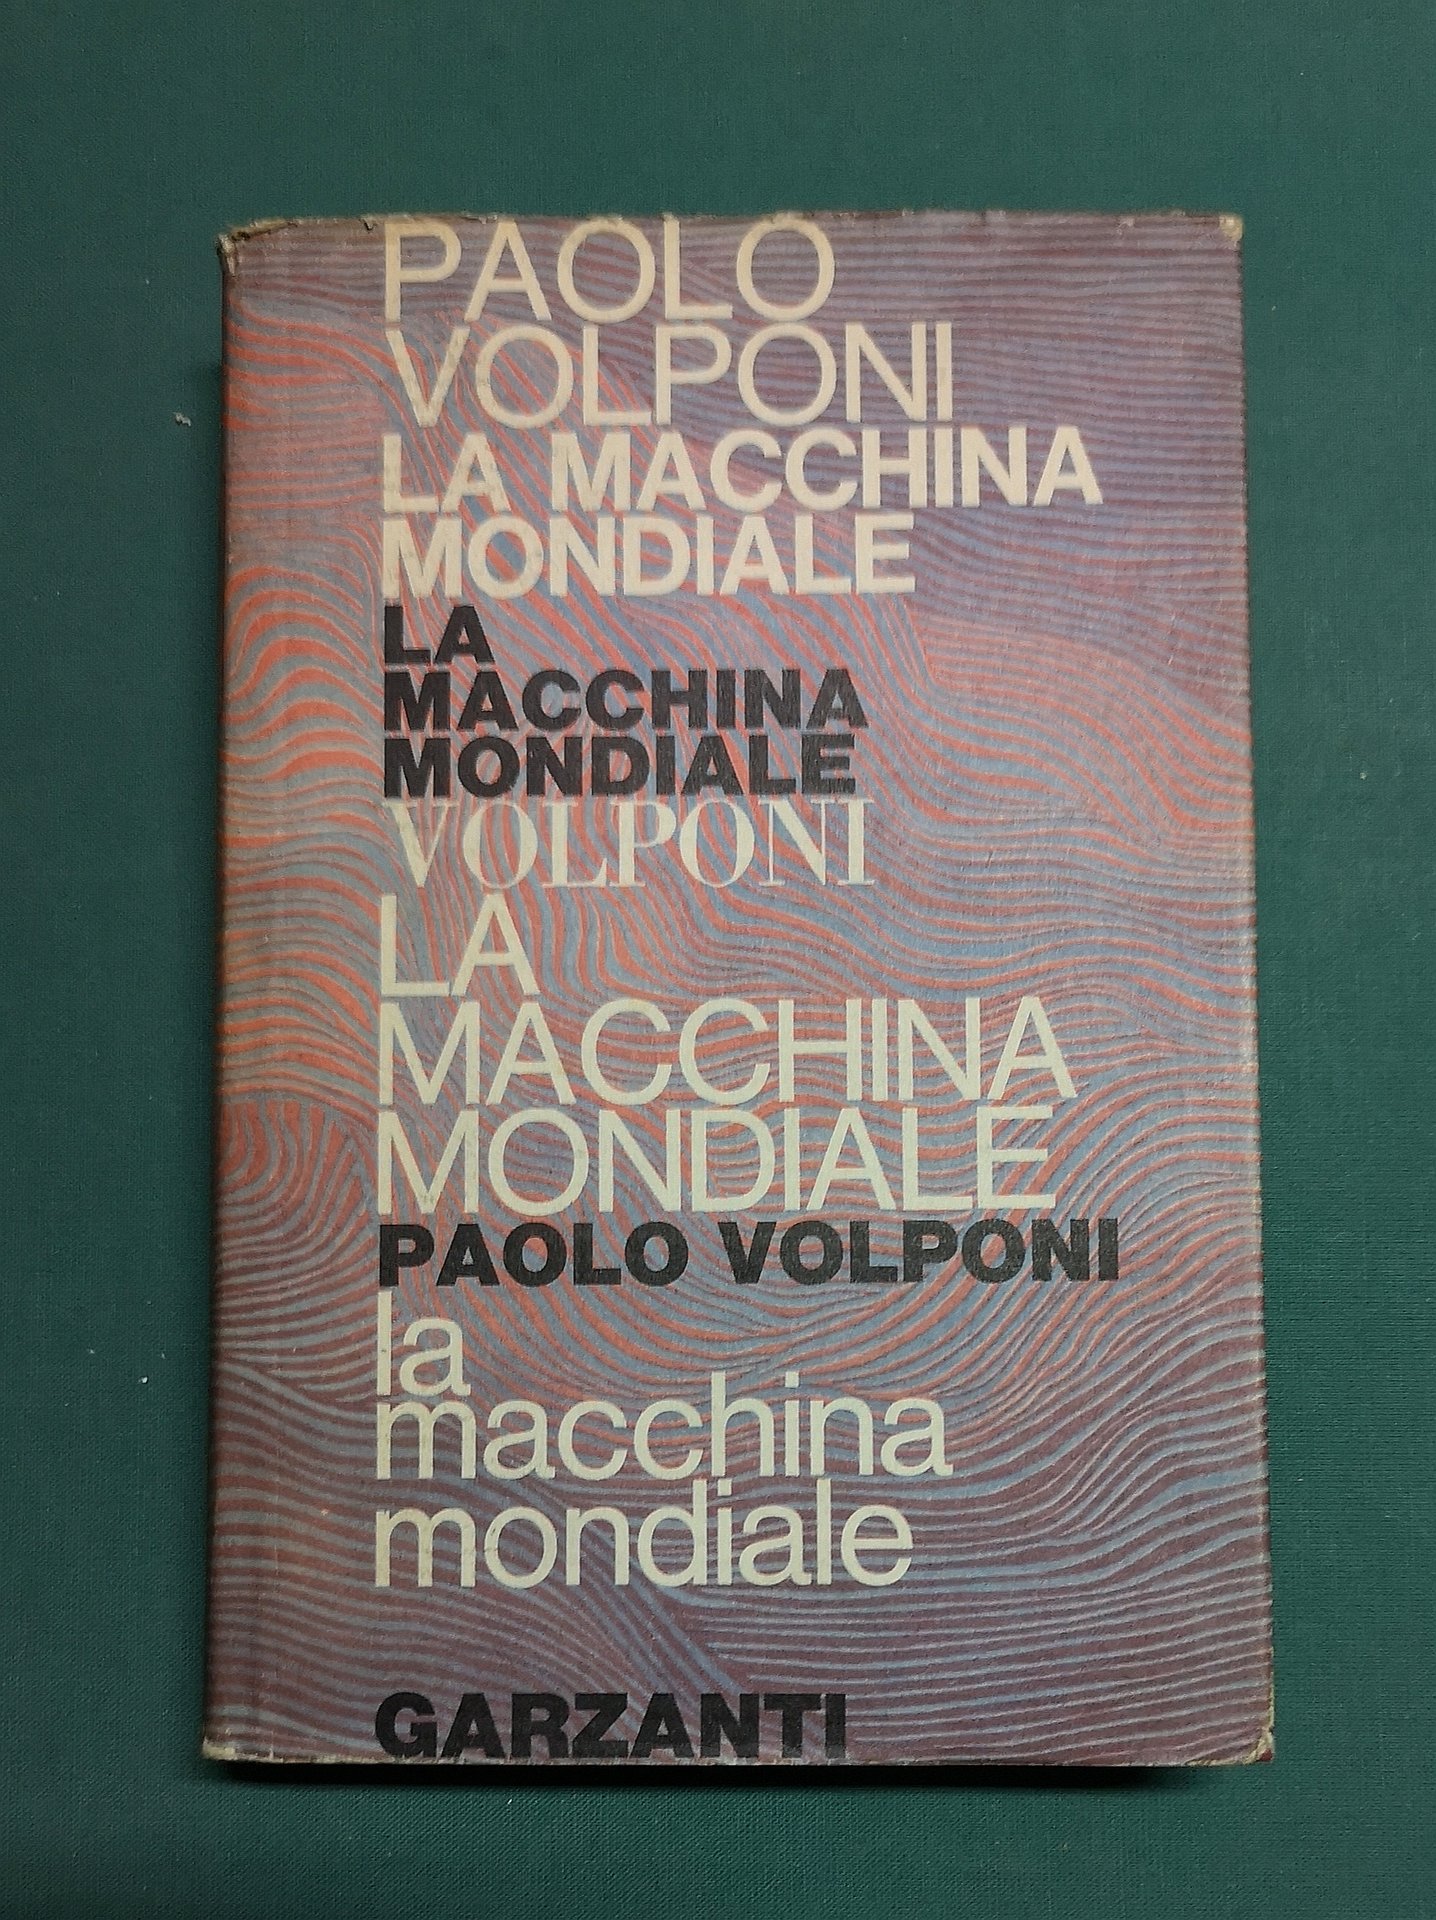 PAOLO
VOLPONI
LA MACCHINA
MONDIALE
LA
MACCHINA
MONDIALE
VOLPONI
LA
MACCHINA
MONDIALE
PAOLO VOLPONI
la
macchina
mondiale
GARZANTI